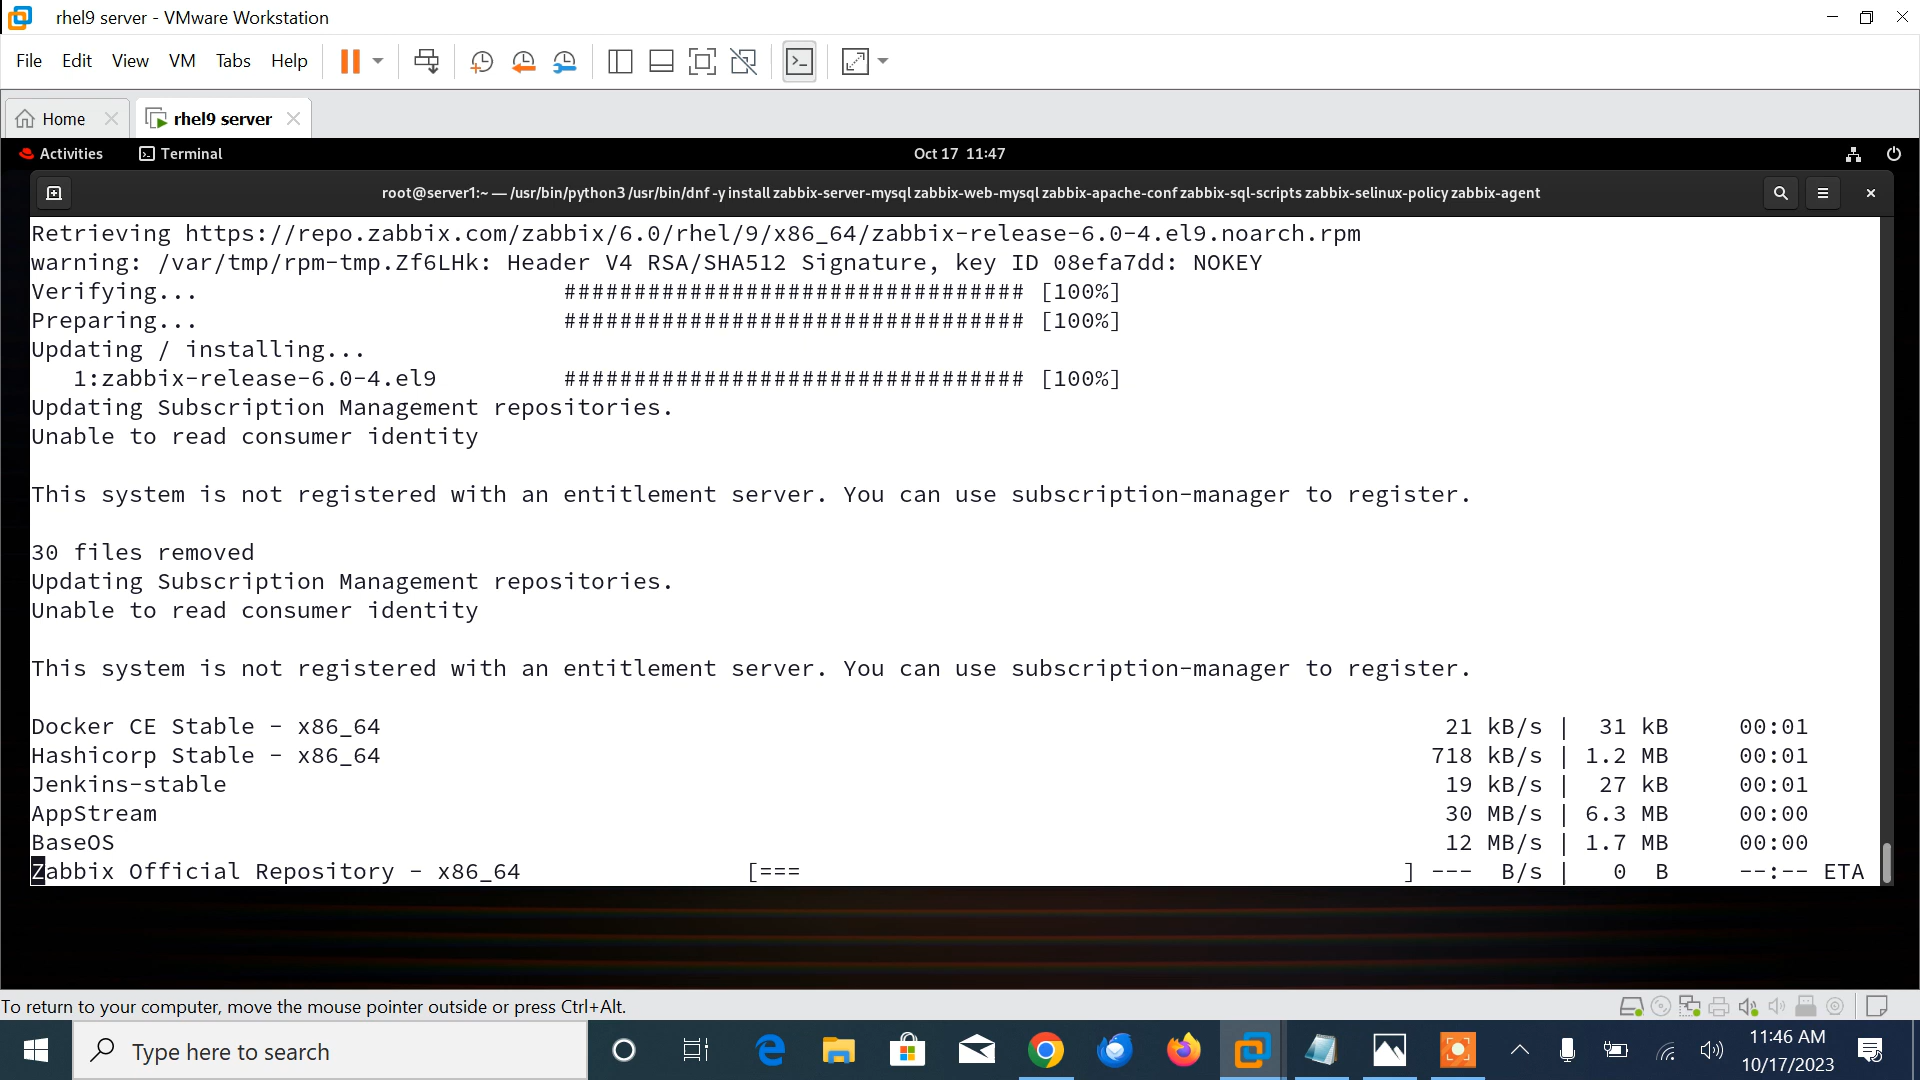 rhel9 server - VMware Workstation
File Edit View VM Tabs Help
Home rhel9 server
Activities Terminal Oct 17 11:47
root@server1:~ — /usr/bin/python3 /usr/bin/dnf -y install zabbix-server-mysql zabbix-web-mysql zabbix-apache-conf zabbix-sql-scripts zabbix-selinux-policy zabbix-agent
Retrieving https://repo.zabbix.com/zabbix/6.0/rhel/9/x86_64/zabbix-release-6.0-4.el9.noarch.rpm
warning: /var/tmp/rpm-tmp.Zf6LHk: Header V4 RSA/SHA512 Signature, key ID 08efa7dd: NOKEY
Verifying... ################################# [100%]
Preparing... ################################# [100%]
Updating / installing...
1:zabbix-release-6.0-4.el9 ################################# [100%]
Updating Subscription Management repositories.
Unable to read consumer identity
This system is not registered with an entitlement server. You can use subscription-manager to register.
30 files removed
Updating Subscription Management repositories.
Unable to read consumer identity
This system is not registered with an entitlement server. You can use subscription-manager to register.
Docker CE Stable - x86_64 21 kB/s | 31 kB 00:01
Hashicorp Stable - x86_64 718 kB/s | 1.2 MB 00:01
Jenkins-stable 19 kB/s | 27 kB 00:01
AppStream 30 MB/s | 6.3 MB 00:00
BaseOS 12 MB/s | 1.7 MB 00:00
Zabbix Official Repository - x86_64 [=== ] --- B/s | 0 B --:-- ETA
To return to your computer, move the mouse pointer outside or press Ctrl+Alt.
Type here to search
11:46 AM
10/17/2023